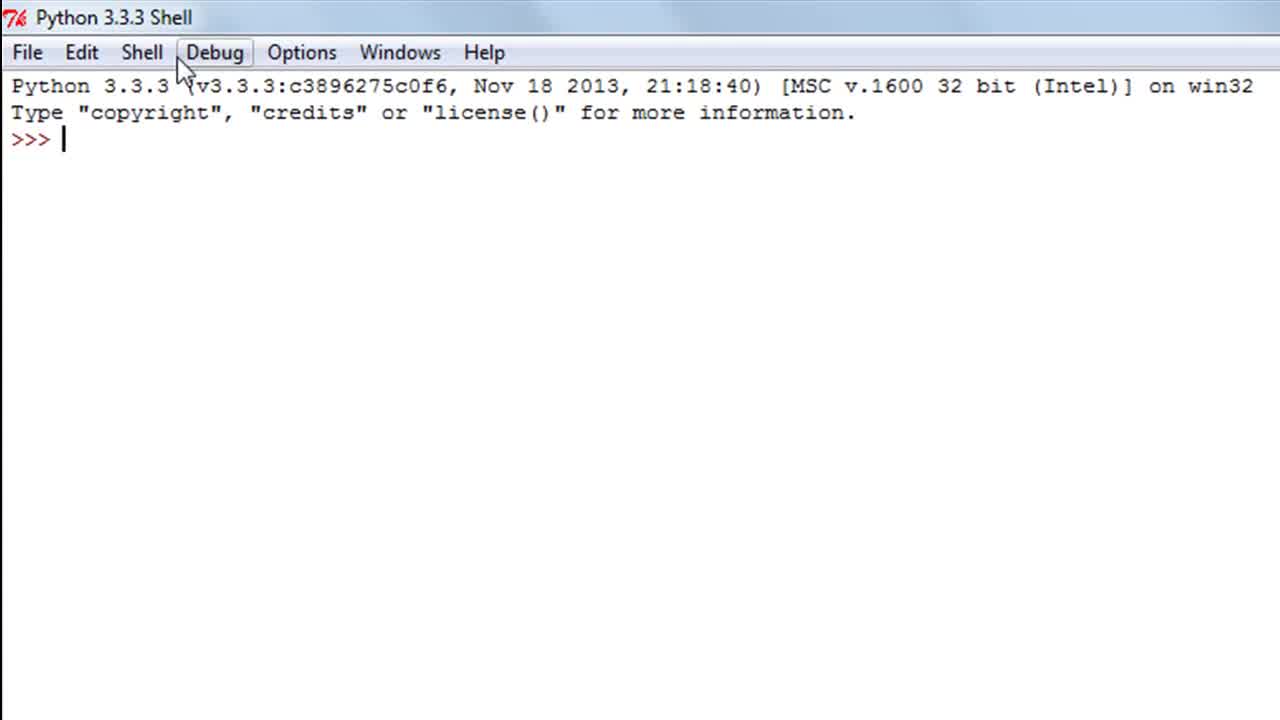 Python 3.3.3 Shell
File Edit Shell Debug Options Windows Help
Python 3.3.3 (v3.3.3:c3896275c0f6, Nov 18 2013, 21:18:40) [MSC v.1600 32 bit (Intel)] on win32
Type "copyright", "credits" or "license()" for more information.
>>>